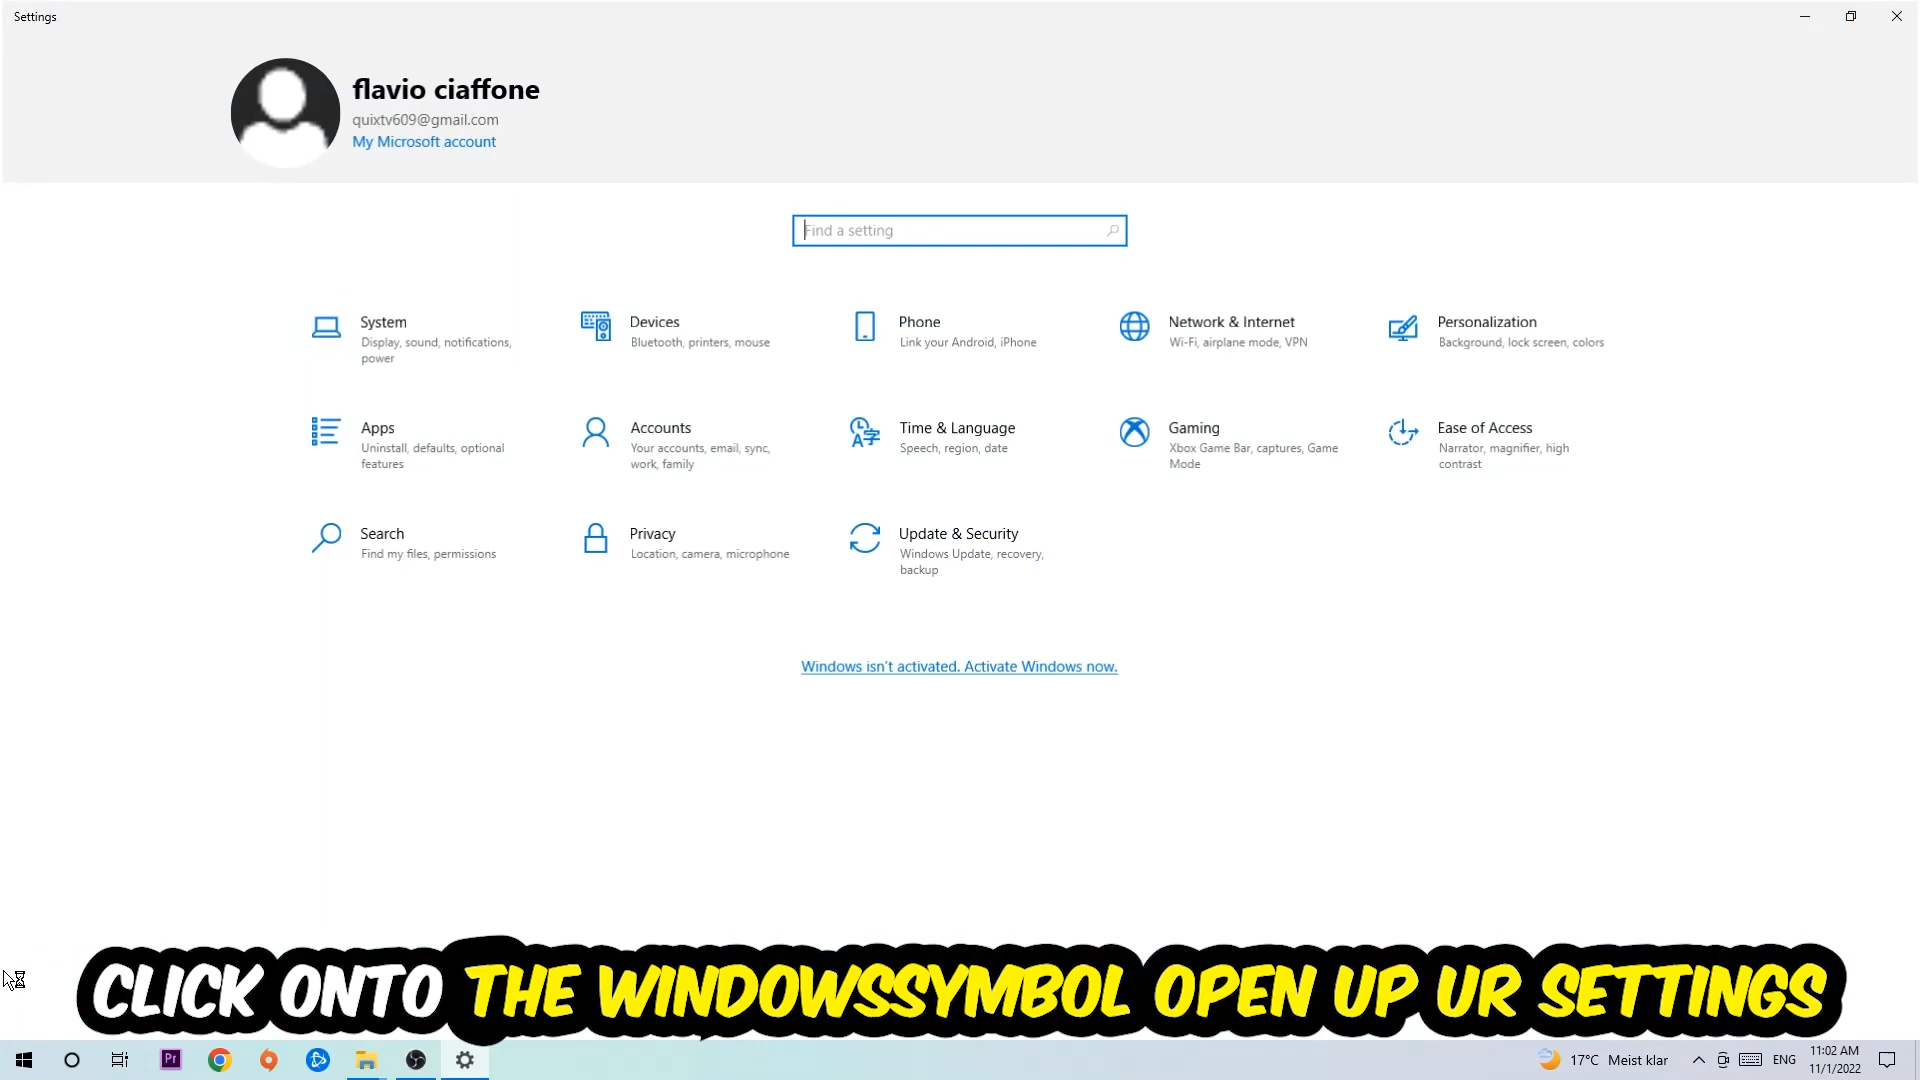 Settings
flavio ciaffone
quixtv609@gmail.com
My Microsoft account
Find a setting
System
Display, sound, notifications,
power
Devices
Bluetooth, printers, mouse
Phone
Link your Android, iPhone
Network & Internet
Wi-Fi, airplane mode, VPN
Personalization
Background, lock screen, colors
Apps
Uninstall, defaults, optional
features
Accounts
Your accounts, email, sync,
work, family
Time & Language
Speech, region, date
Gaming
Xbox Game Bar, captures, Game
Mode
Ease of Access
Narrator, magnifier, high
contrast
Search
Find my files, permissions
Privacy
Location, camera, microphone
Update & Security
Windows Update, recovery,
backup
Windows isn't activated. Activate Windows now.
CLICK ONTO THE WINDOWSSYMBOL OPEN UP UR SETTINGS
Pr
17°C Meist klar
ENG
11:02 AM
11/1/2022